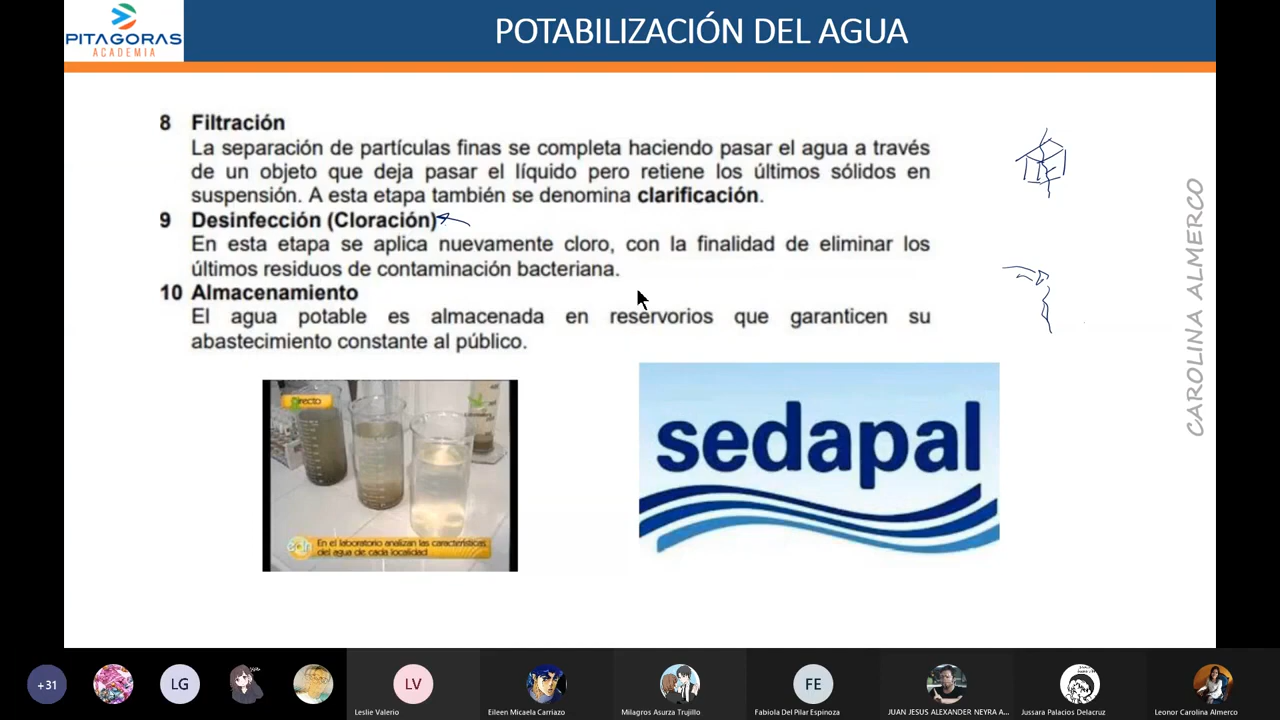 PITAGORAS
ACADEMIA
POTABILIZACIÓN DEL AGUA
8 Filtración
La separación de partículas finas se completa haciendo pasar el agua a través
de un objeto que deja pasar el líquido pero retiene los últimos sólidos en
suspensión. A esta etapa también se denomina clarificación.
9 Desinfección (Cloración)
En esta etapa se aplica nuevamente cloro, con la finalidad de eliminar los
últimos residuos de contaminación bacteriana.
10 Almacenamiento
El agua potable es almacenada en reservorios que garanticen su
abastecimiento constante al público.
CAROLINA ALMERCO
Directo
En el laboratorio analizan las características
del agua de cada localidad
sedapal
+31
LG
LV
FE
Leslie Valerio
Eileen Micaela Carriazo
Milagros Asurza Trujillo
Fabiola Del Pilar Espinoza
JUAN JESUS ALEXANDER NEYRA A...
Jussara Palacios Delacruz
Leonor Carolina Almerco